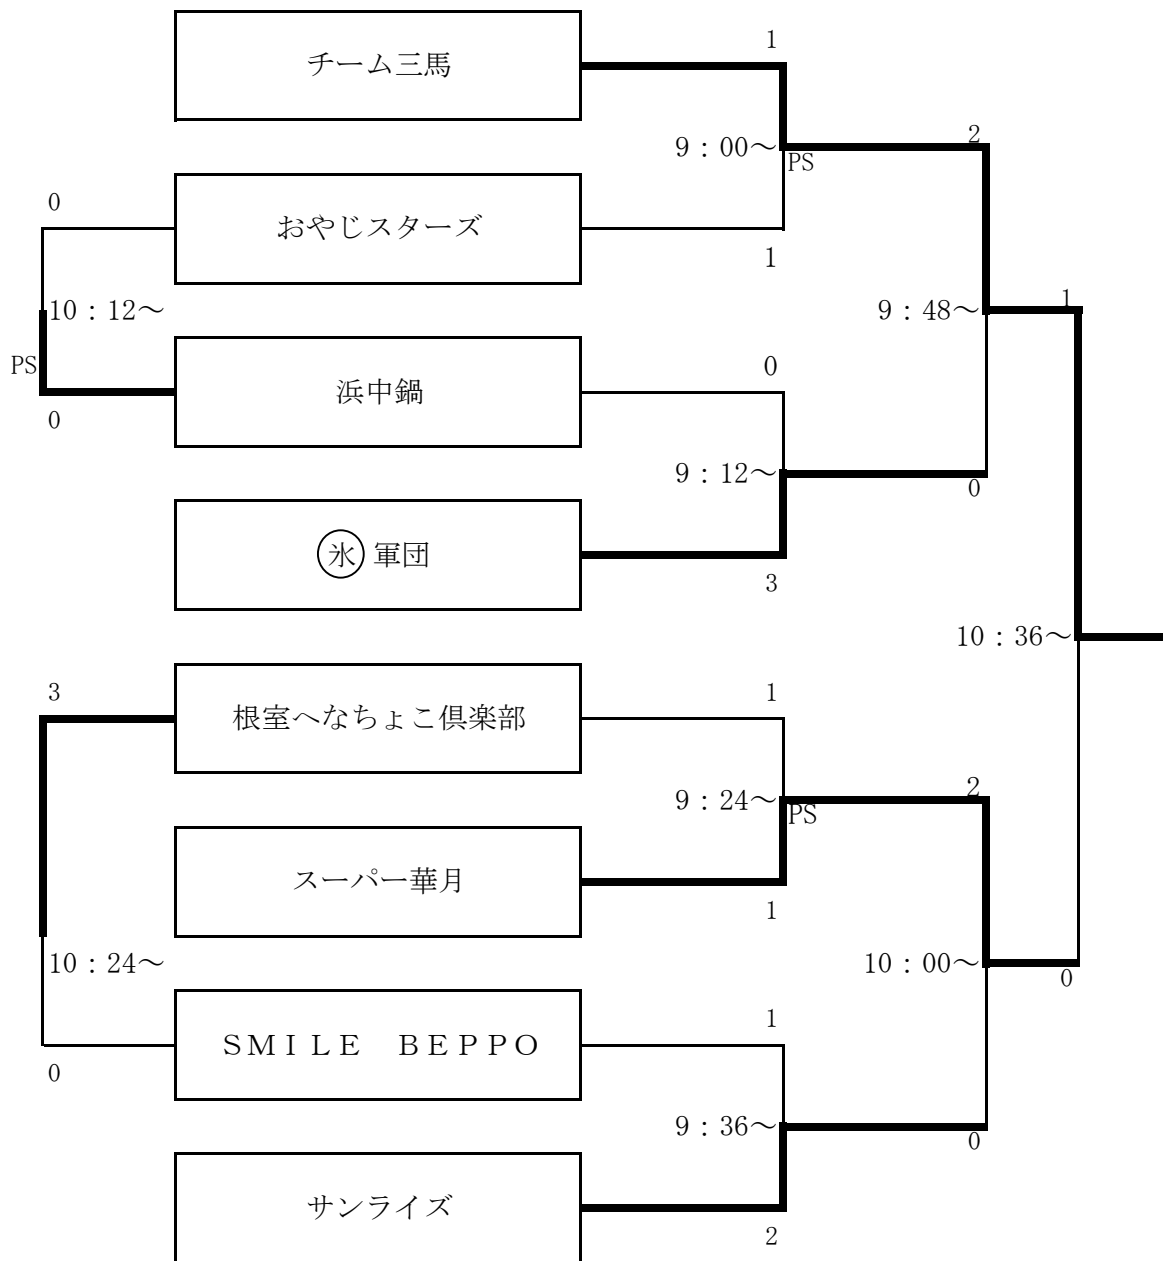 1
チーム三馬
2
9：00～
PS
0
おやじスターズ
1
1
10：12～
9：48～
PS
0
浜中鍋
0
9：12～
0
氷 軍団
3
10：36～
3
1
根室へなちょこ倶楽部
2
9：24～
PS
スーパー華月
1
10：24～
10：00～
0
1
ＳＭＩＬＥ　ＢＥＰＰＯ
0
9：36～
0
サンライズ
2